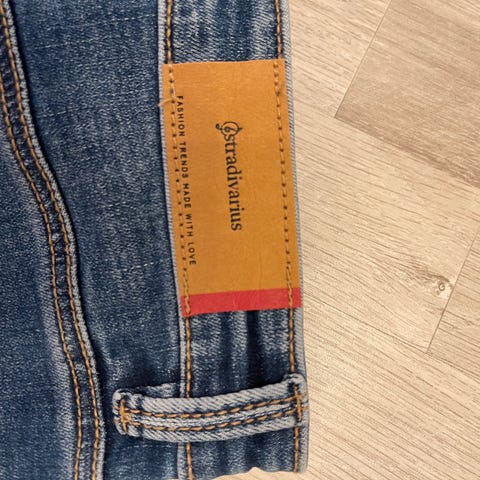 stradivarius
FASHION TRENDS MADE WITH LOVE